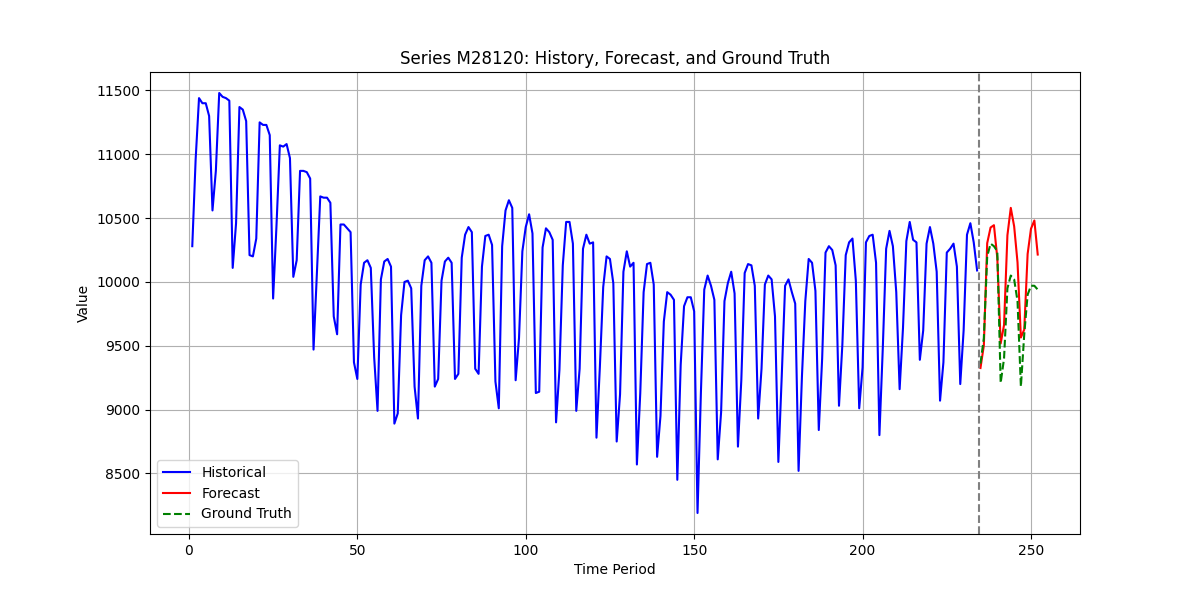 Series M28120: History, Forecast, and Ground Truth
Value
11500
11000
10500
10000
9500
9000
8500
Historical
Forecast
Ground Truth
0 50 100 150 200 250
Time Period